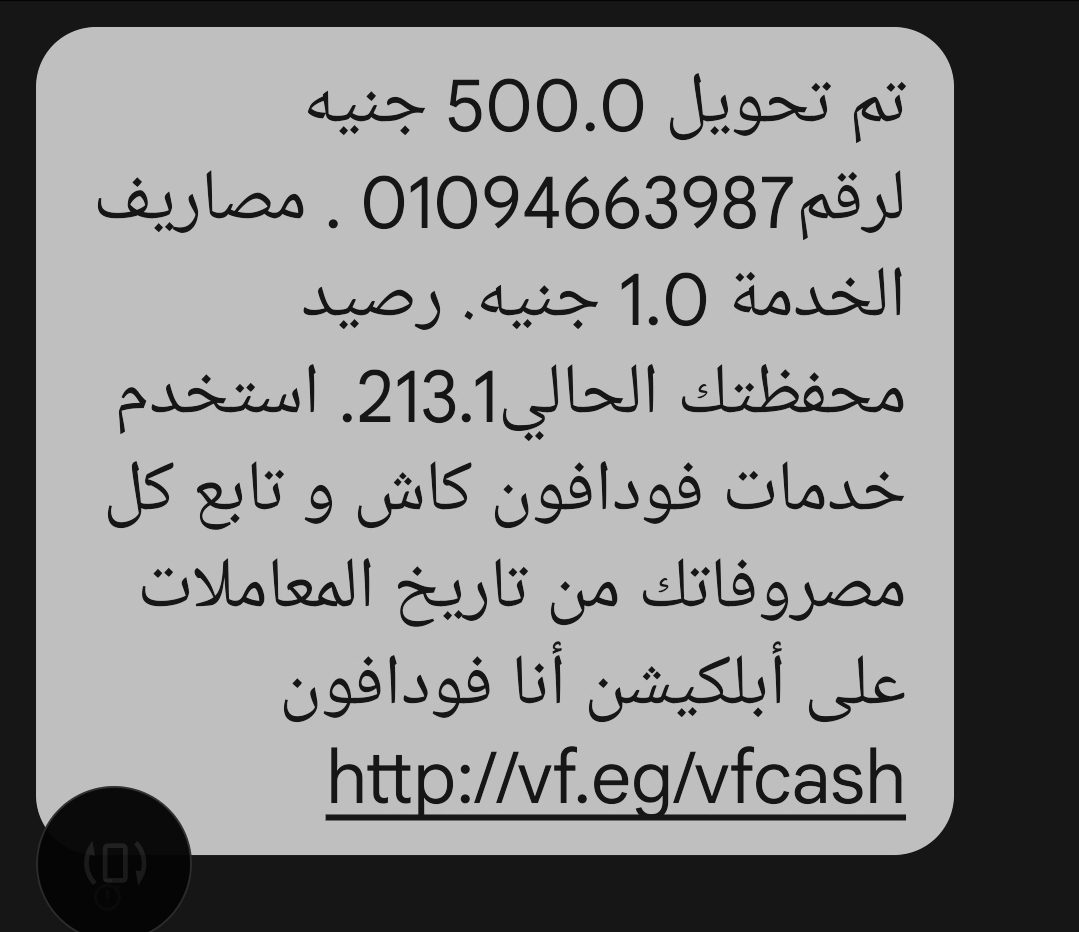 تم تحويل 500.0 جنيه
لرقم01094663987 . مصاريف
الخدمة 1.0 جنيه. رصيد
محفظتك الحالي213.1. استخدم
خدمات فودافون كاش و تابع كل
مصروفاتك من تاريخ المعاملات
على أبلكيشن أنا فودافون
http://vf.eg/vfcash